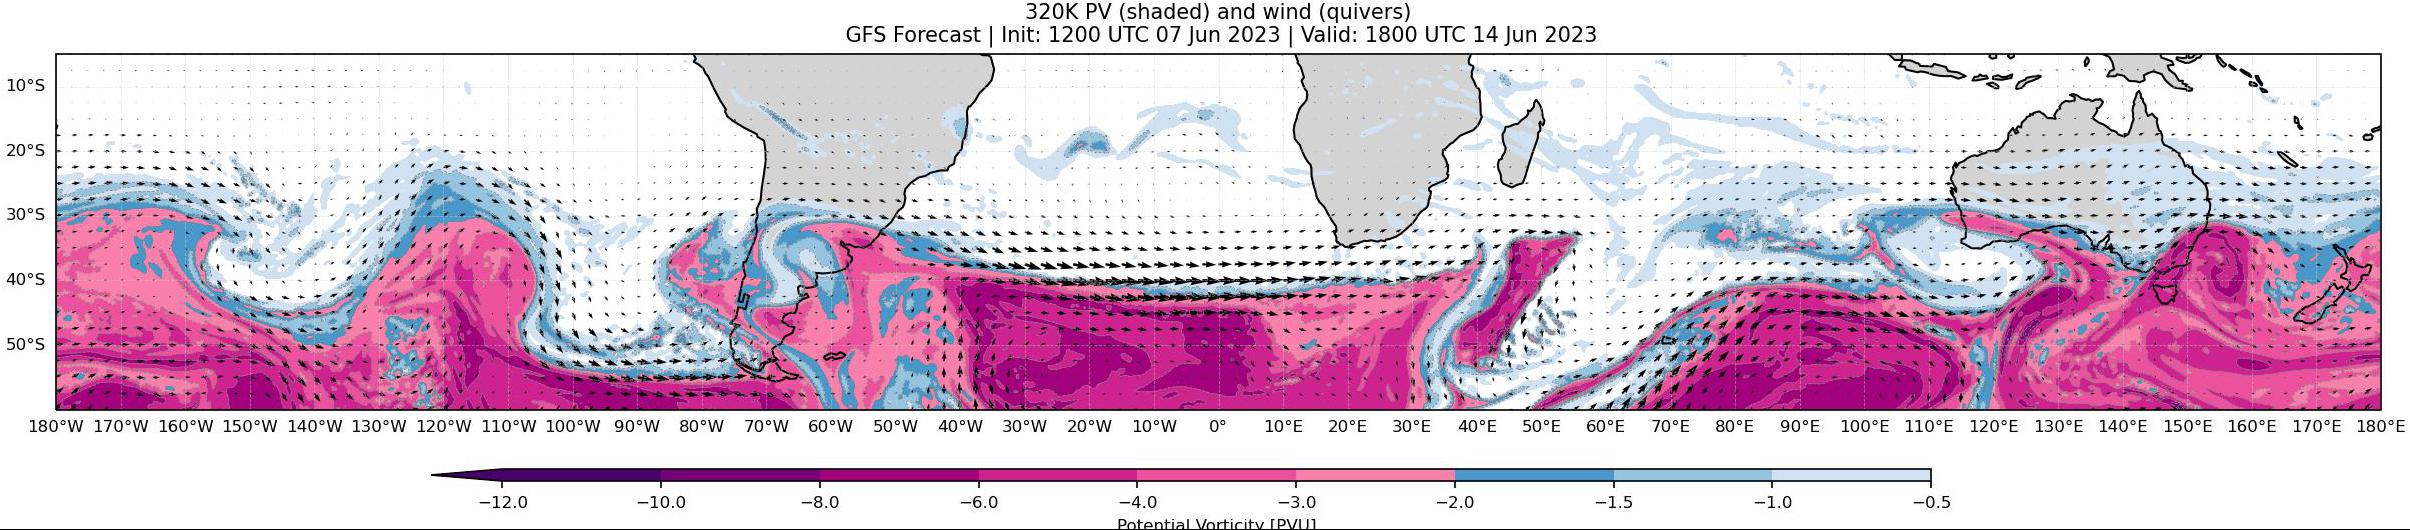 320K PV (shaded) and wind (quivers)
GFS Forecast | Init: 1200 UTC 07 Jun 2023 | Valid: 1800 UTC 14 Jun 2023
10°S
20°S
30°S
40°S
50°S
180°W 170°W 160°W 150°W 140°W 130°W 120°W 110°W 100°W 90°W 80°W 70°W 60°W 50°W 40°W 30°W 20°W 10°W 0° 10°E 20°E 30°E 40°E 50°E 60°E 70°E 80°E 90°E 100°E 110°E 120°E 130°E 140°E 150°E 160°E 170°E 180°E
−12.0 −10.0 −8.0 −6.0 −4.0 −3.0 −2.0 −1.5 −1.0 −0.5
Potential Vorticity [PVU]